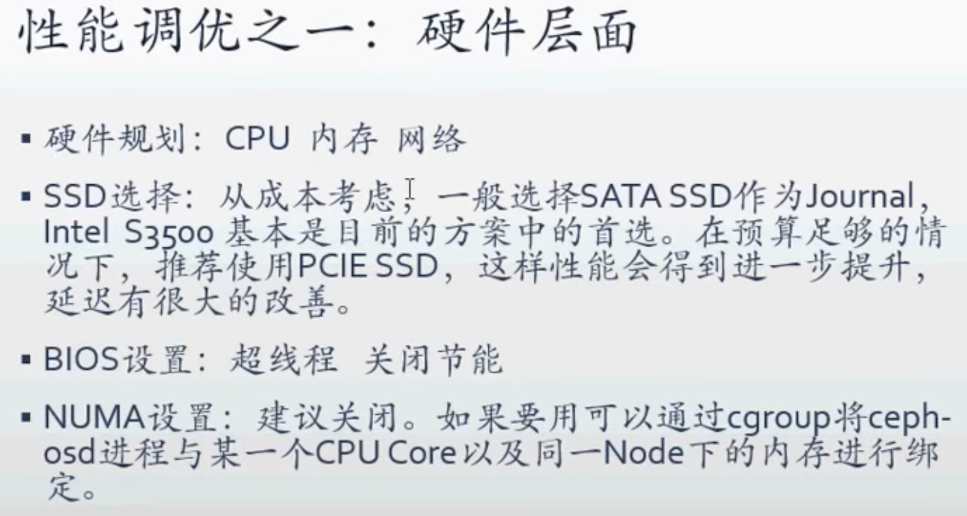 性能调优之一：硬件层面
▪ 硬件规划：CPU 内存 网络
▪ SSD选择：从成本考虑，一般选择SATA SSD作为Journal，
Intel S3500 基本是目前的方案中的首选。在预算足够的情
况下，推荐使用PCIE SSD，这样性能会得到进一步提升，
延迟有很大的改善。
▪ BIOS设置：超线程 关闭节能
▪ NUMA设置：建议关闭。如果要用可以通过cgroup将ceph-
osd进程与某一个CPU Core以及同一Node下的内存进行绑
定。